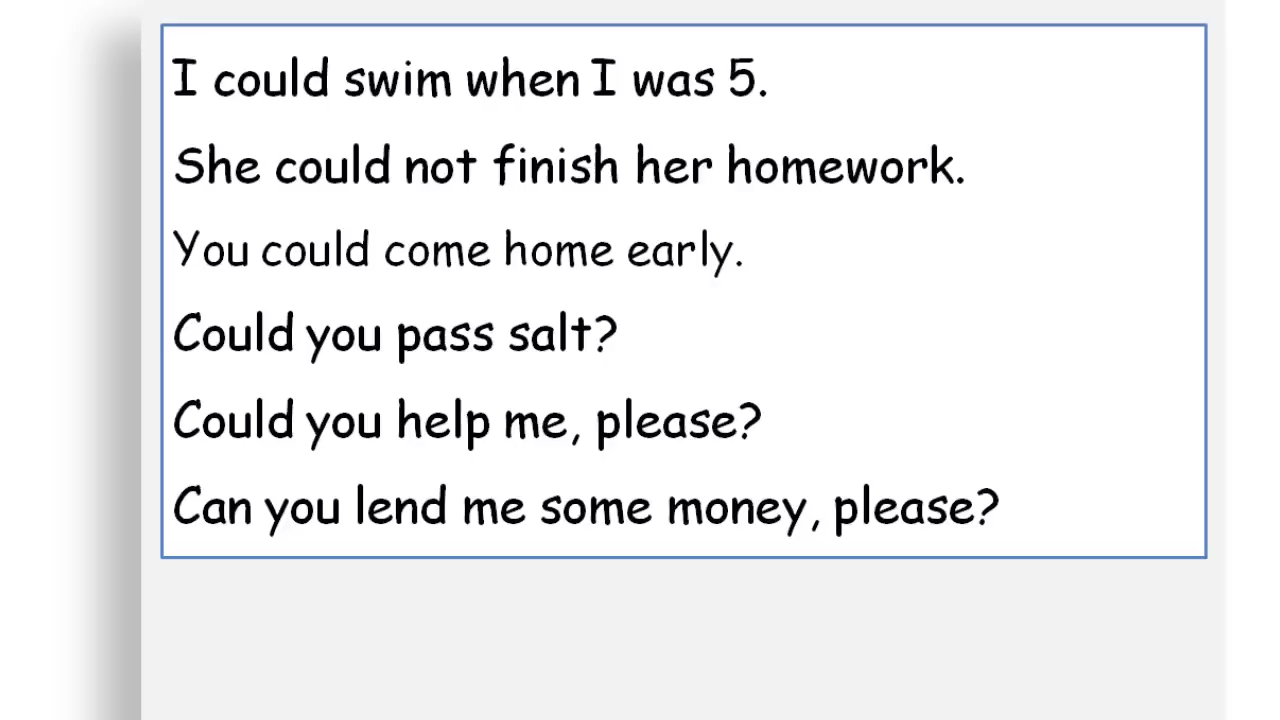 I could swim when I was 5.
She could not finish her homework.
You could come home early.
Could you pass salt?
Could you help me, please?
Can you lend me some money, please?